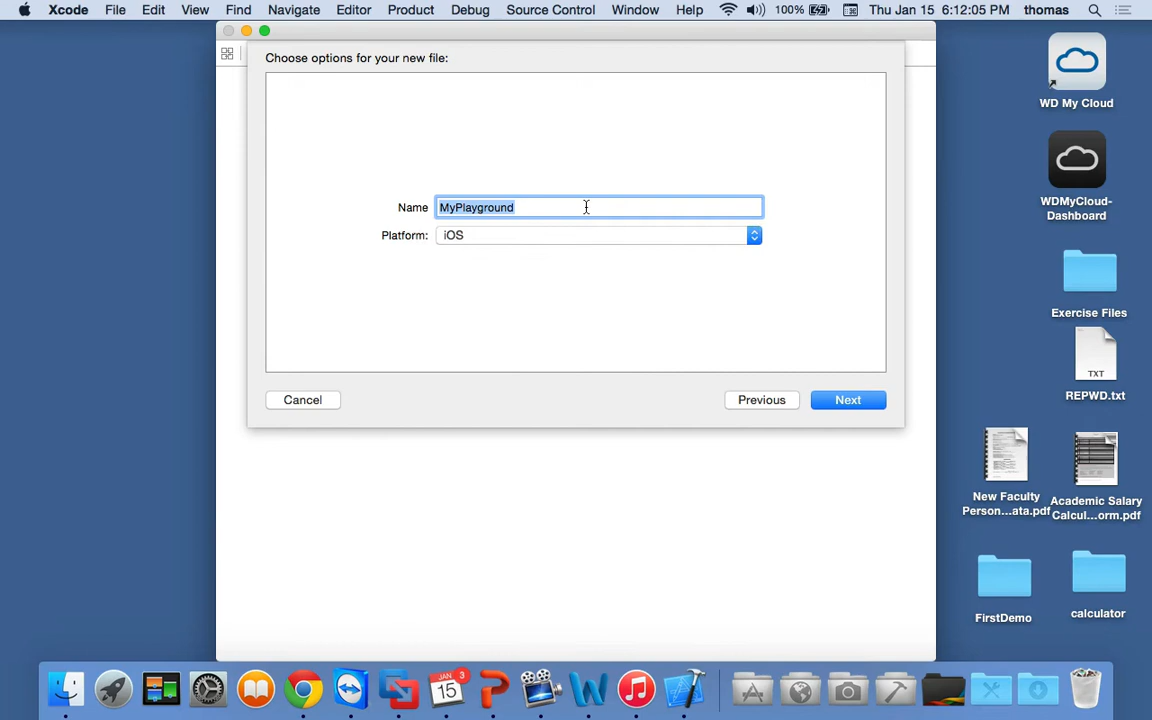 Xcode File Edit View Find Navigate Editor Product Debug Source Control Window Help 100% Thu Jan 15 6:12:05 PM thomas
Choose options for your new file:
Name MyPlayground
Platform: iOS
Cancel Previous Next
WD My Cloud
WDMyCloud-
Dashboard
Exercise Files
TXT
REPWD.txt
New Faculty
Person...ata.pdf
Academic Salary
Calcul...orm.pdf
FirstDemo
calculator
JAN 3
15